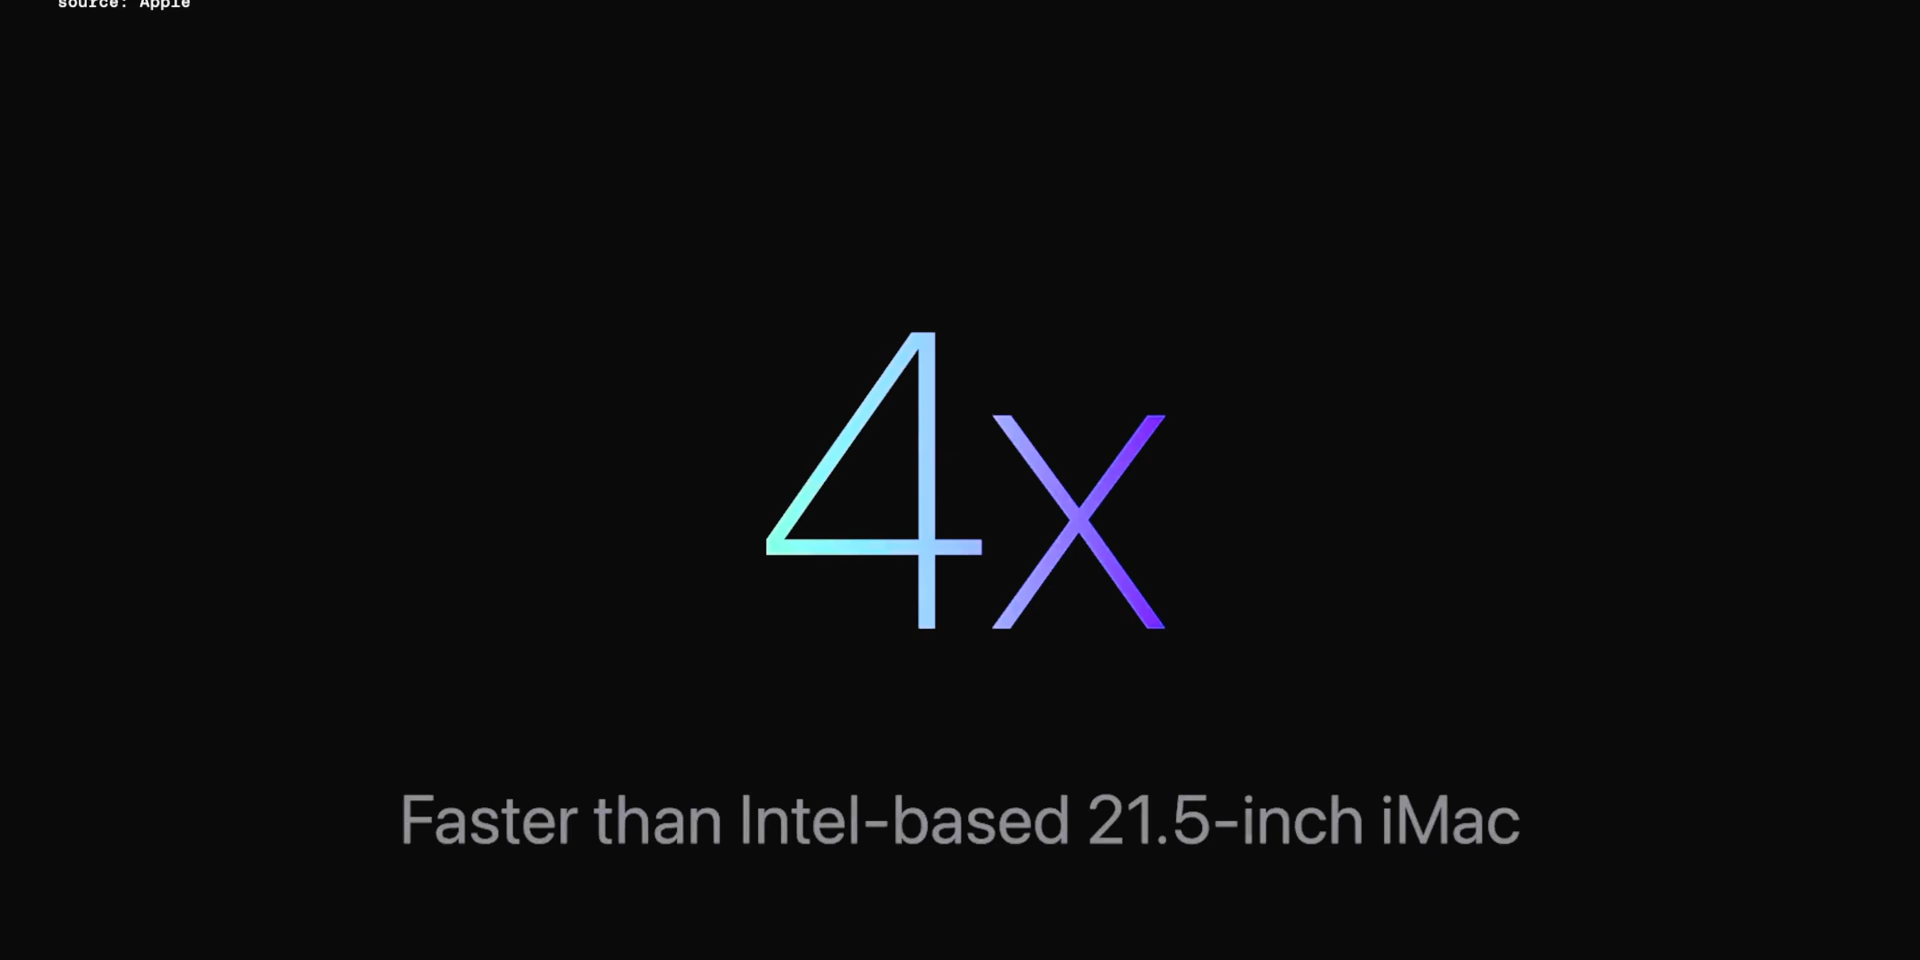 source: Apple
4x
Faster than Intel-based 21.5-inch iMac